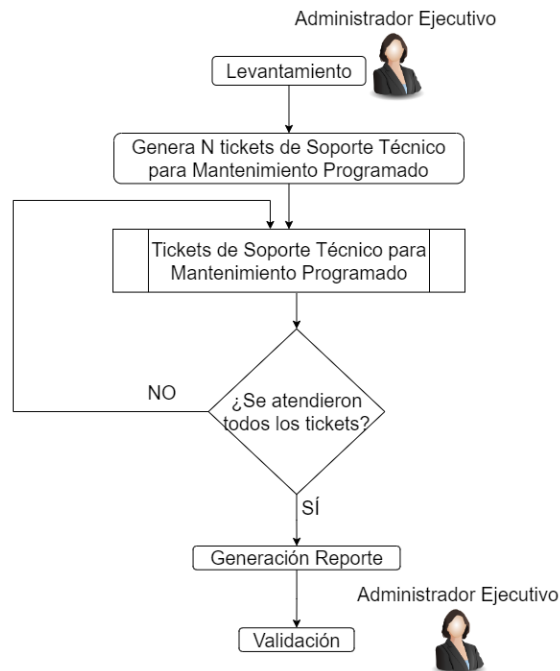 Administrador Ejecutivo
Levantamiento
Genera N tickets de Soporte Técnico
para Mantenimiento Programado
Tickets de Soporte Técnico para
Mantenimiento Programado
NO
¿Se atendieron
todos los tickets?
SÍ
Generación Reporte
Administrador Ejecutivo
Validación